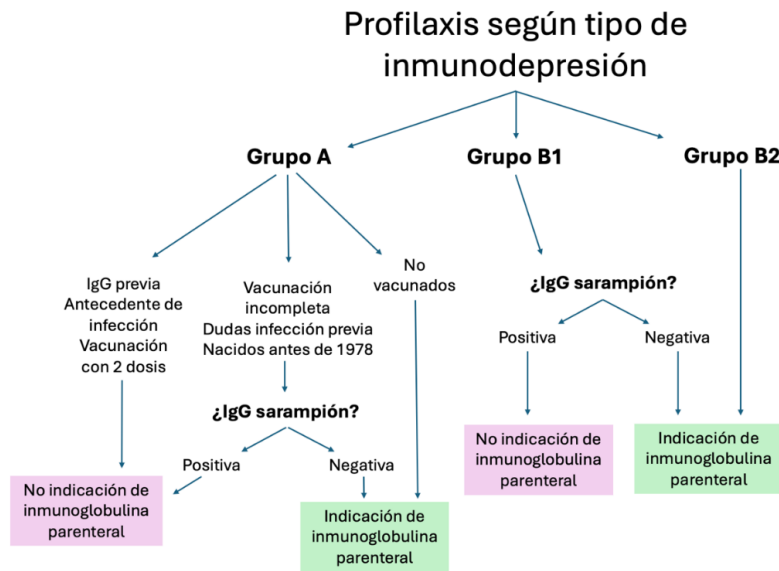 Profilaxis según tipo de
inmunodepresión
Grupo A
Grupo B1
Grupo B2
IgG previa
Antecedente de
infección
Vacunación
con 2 dosis
Vacunación
incompleta
Dudas infección previa
Nacidos antes de 1978
No
vacunados
¿IgG sarampión?
Positiva
Negativa
No indicación de
inmunoglobulina
parenteral
Indicación de
inmunoglobulina
parenteral
¿IgG sarampión?
Positiva
Negativa
No indicación de
inmunoglobulina
parenteral
Indicación de
inmunoglobulina
parenteral